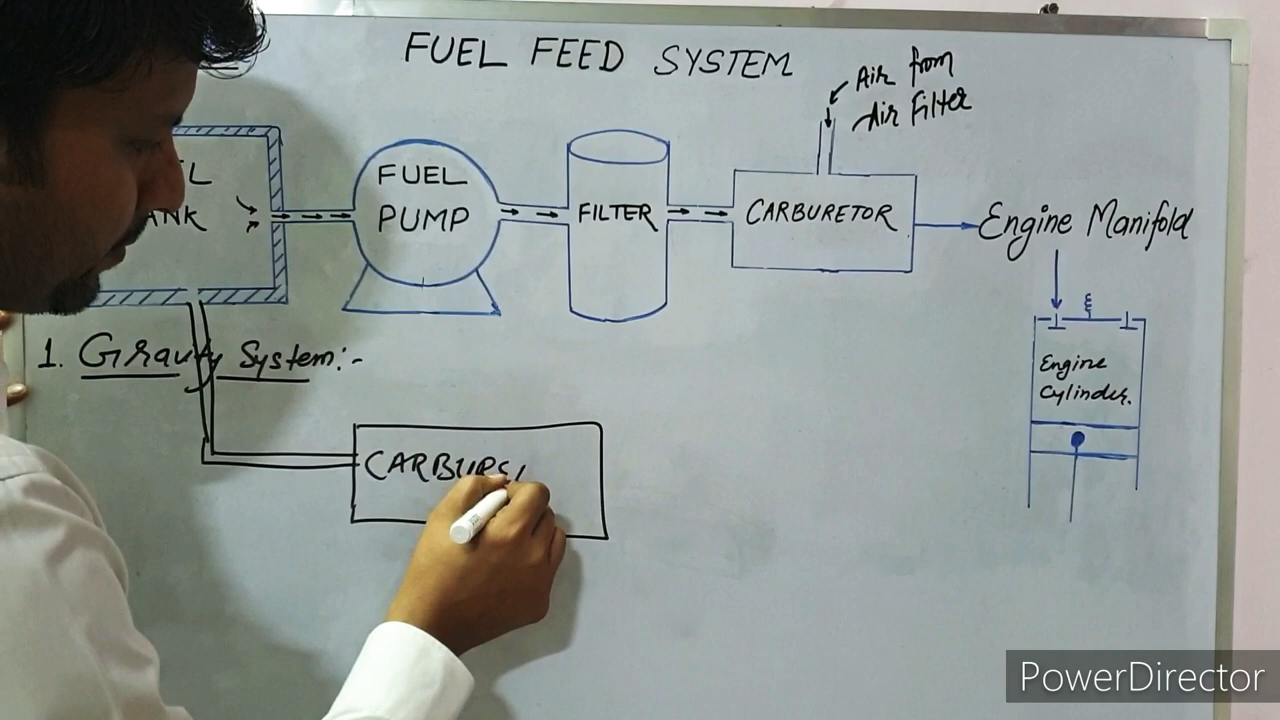 FUEL FEED SYSTEM
Air from
Air Filter
FUEL
PUMP
FILTER
CARBURETOR
Engine Manifold
Engine
Cylinder.
1. Gravity System:-
PowerDirector